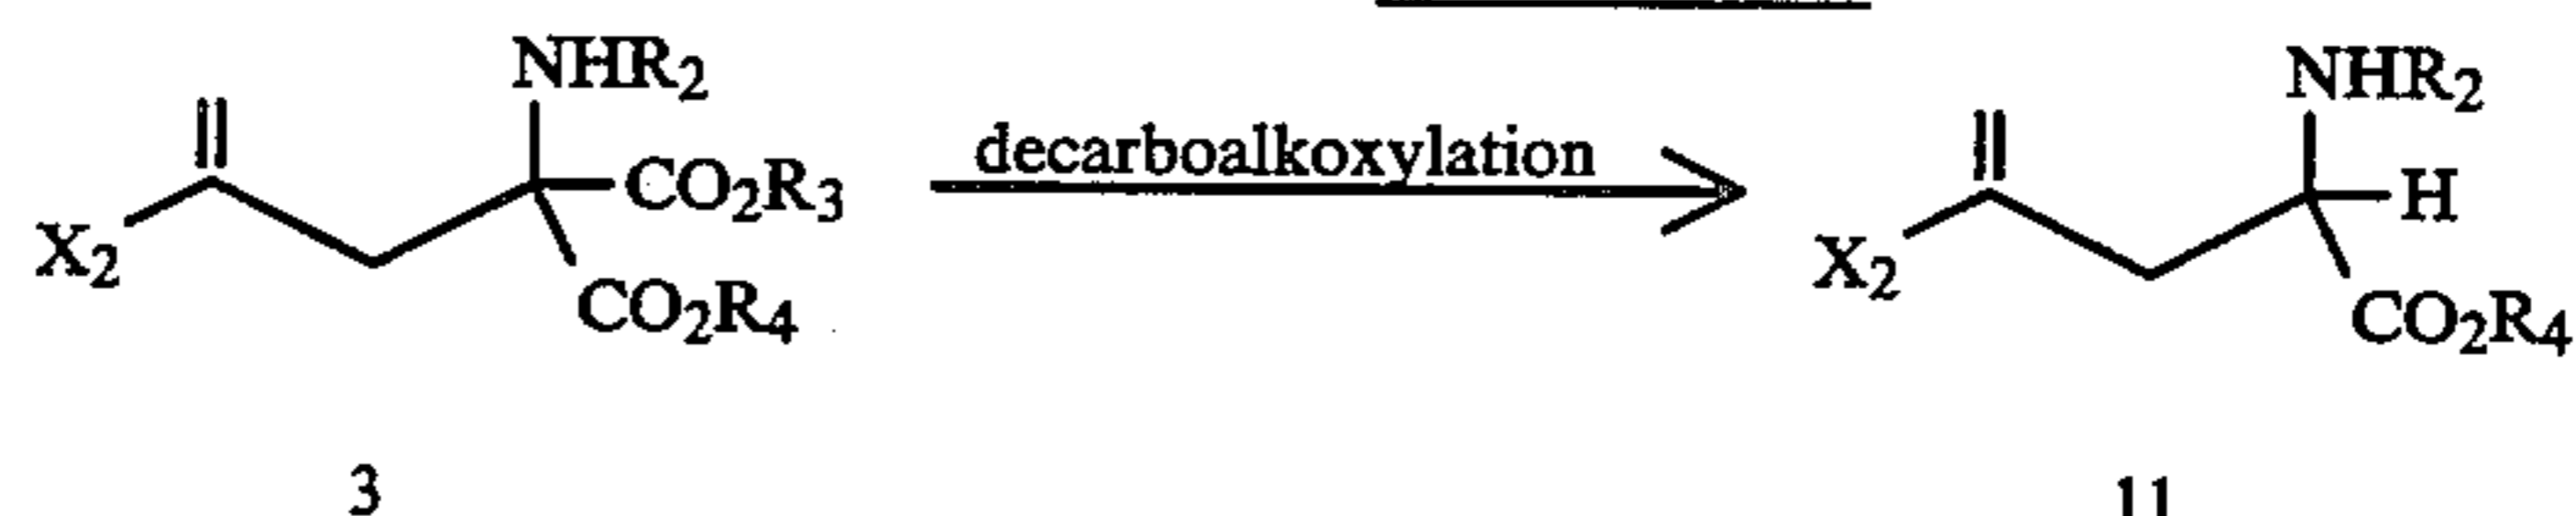 NHR2
NHR2
decarboalkoxylation
CO2R3
H
X2
X2
CO2R4
CO2R4
3
11